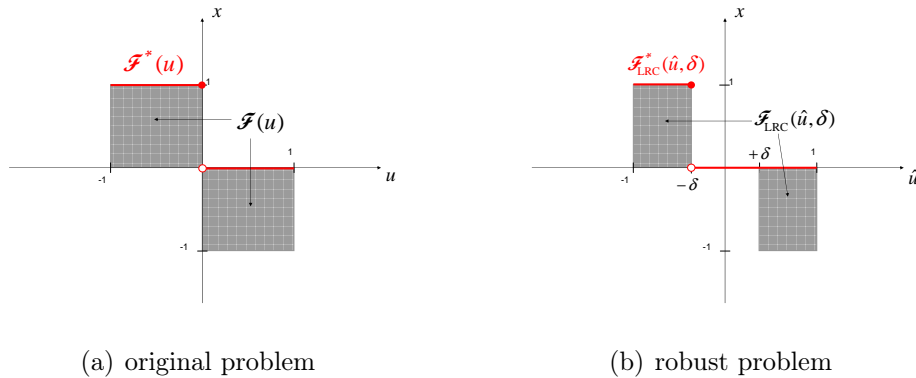 x
𝓕*(u)
1
𝓕(u)
-1
1
u
-1
(a) original problem
x
𝓕*LRC(û, δ)
1
𝓕LRC(û, δ)
+δ
1
-1
−δ
û
-1
(b) robust problem